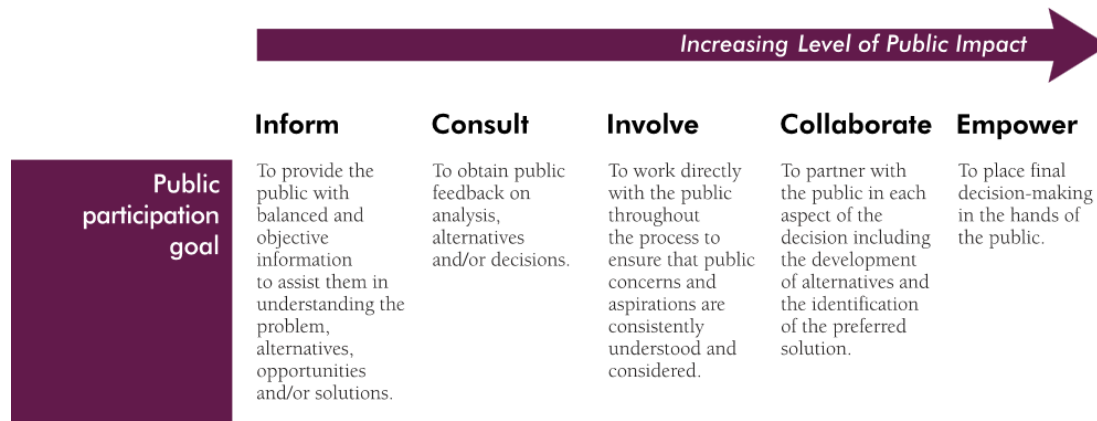 Increasing Level of Public Impact
Inform
Consult
Involve
Collaborate
Empower
Public
participation
goal
To provide the
public with
balanced and
objective
information
to assist them in
understanding the
problem,
alternatives,
opportunities
and/or solutions.
To obtain public
feedback on
analysis,
alternatives
and/or decisions.
To work directly
with the public
throughout
the process to
ensure that public
concerns and
aspirations are
consistently
understood and
considered.
To partner with
the public in each
aspect of the
decision including
the development
of alternatives and
the identification
of the preferred
solution.
To place final
decision-making
in the hands of
the public.